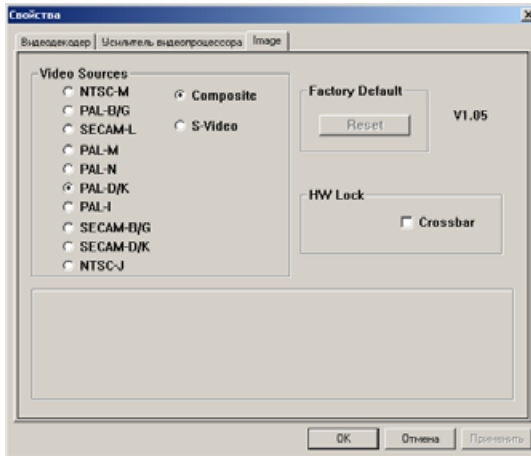 Свойства
Видеодекодер
Усилитель видеопроцессора
Image
Video Sources
NTSC-M
PAL-B/G
SECAM-L
PAL-M
PAL-N
PAL-D/K
PAL-I
SECAM-B/G
SECAM-D/K
NTSC-J
Composite
S-Video
Factory Default
Reset
V1.05
HW Lock
Crossbar
OK
Отмена
Применить